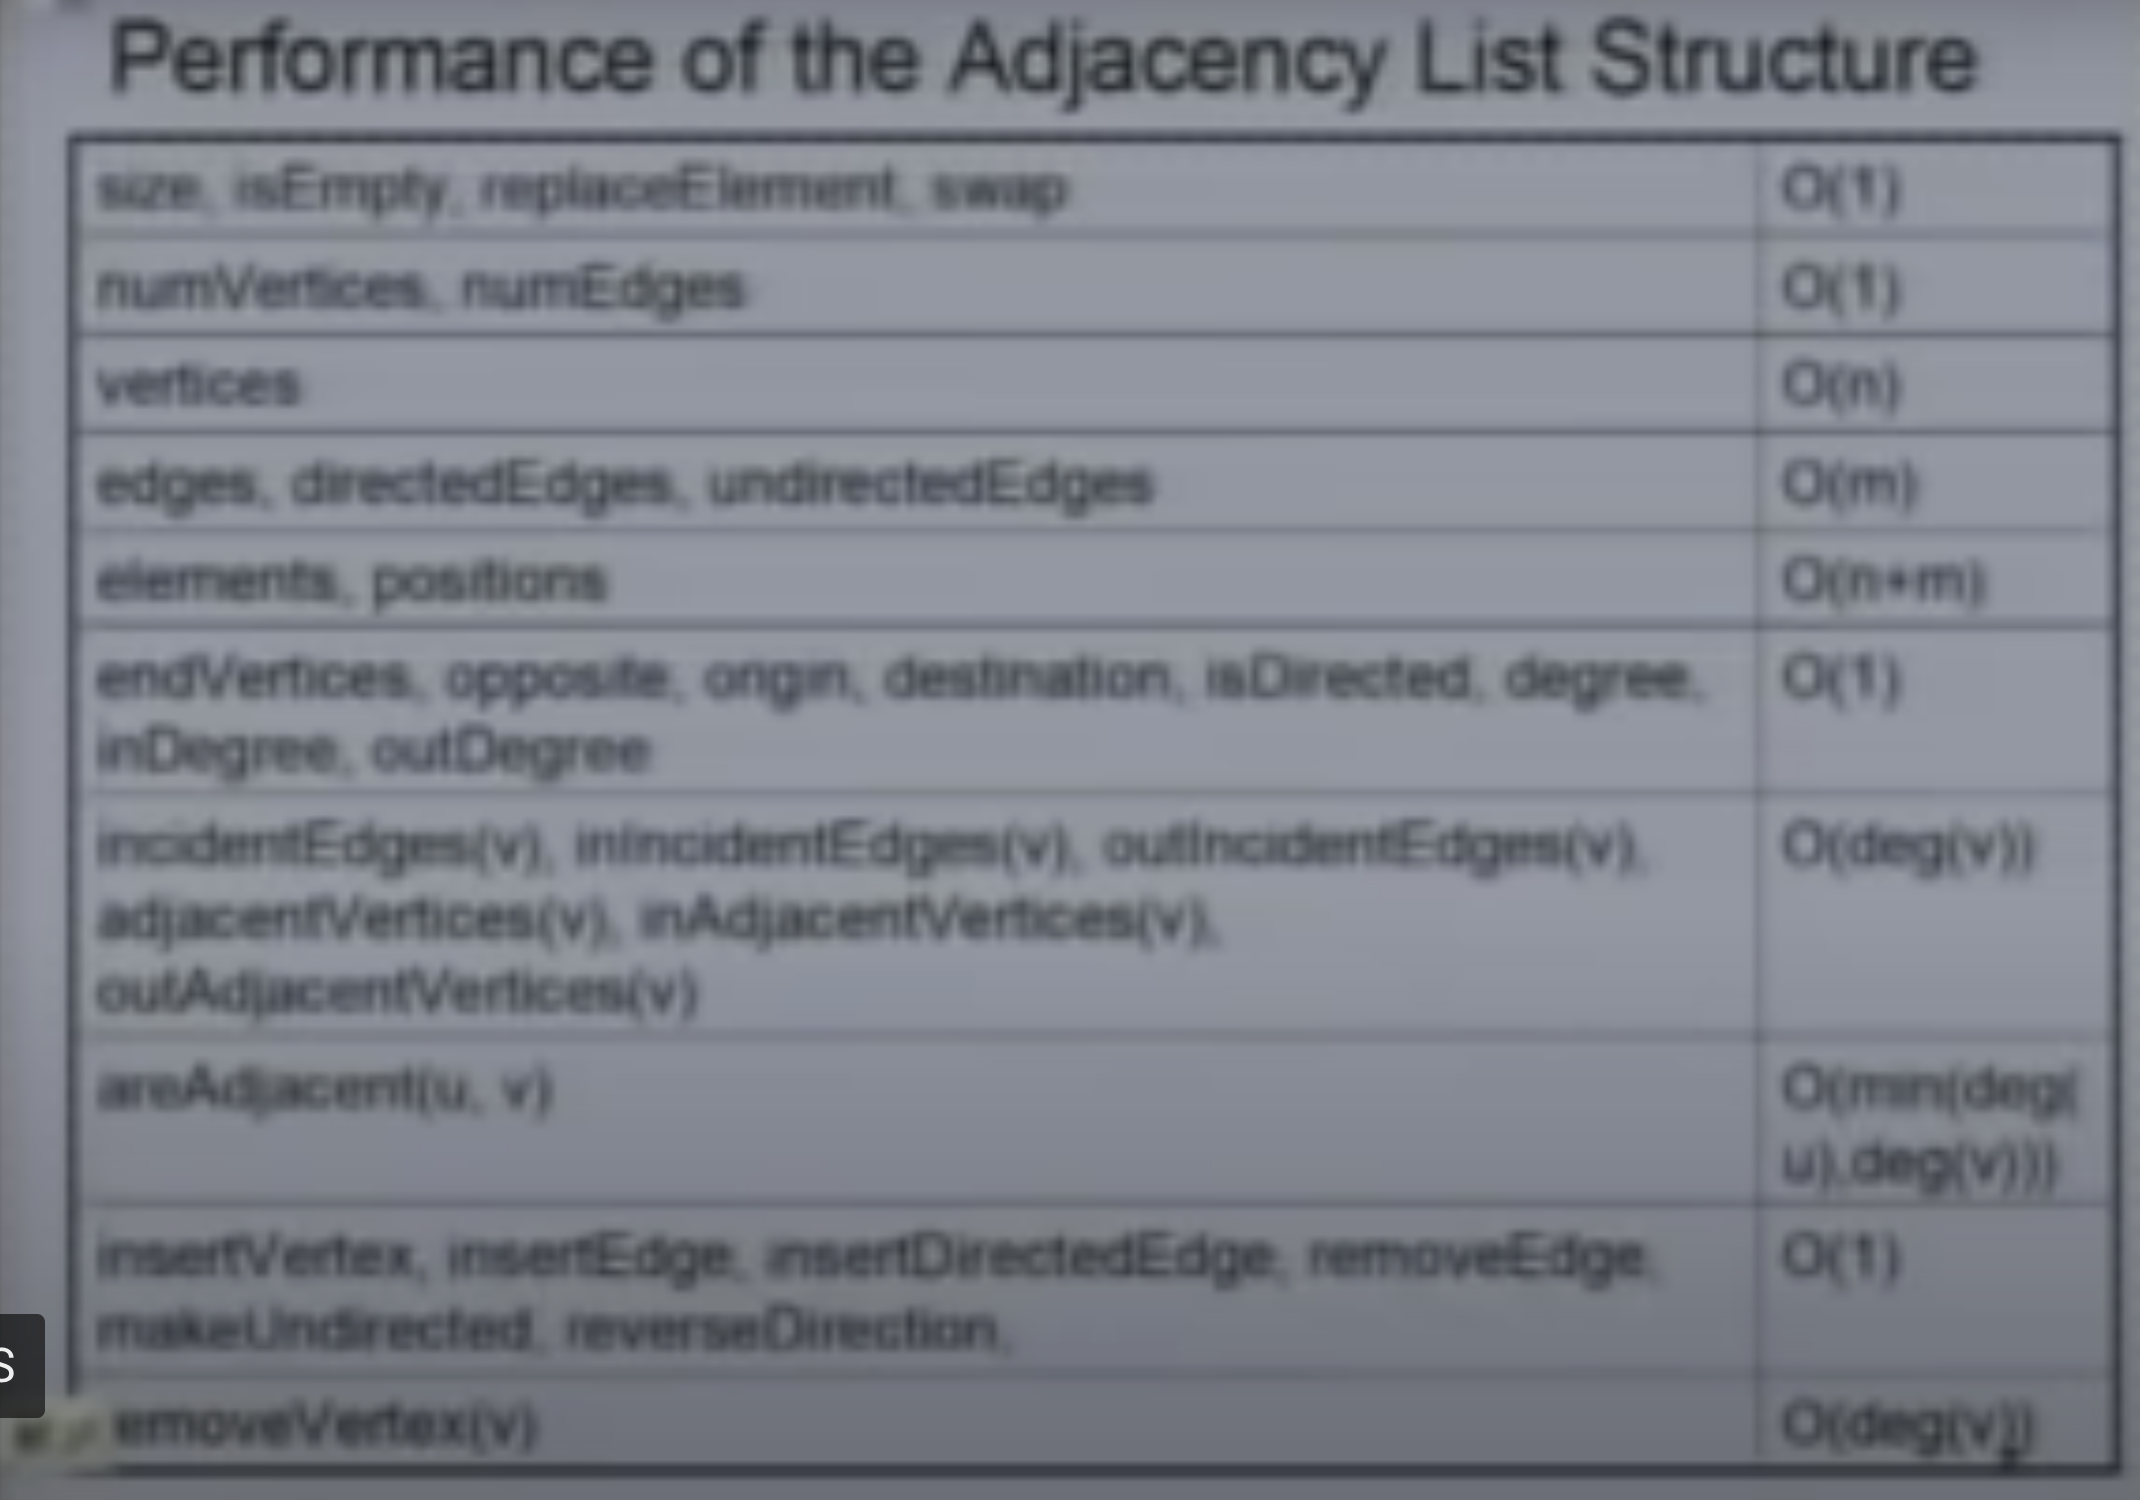 Performance of the Adjacency List Structure
size, isEmpty, replaceElement, swap O(1)
numVertices, numEdges O(1)
vertices O(n)
edges, directedEdges, undirectedEdges O(m)
elements, positions O(n+m)
endVertices, opposite, origin, destination, isDirected, degree, O(1)
inDegree, outDegree
incidentEdges(v), inIncidentEdges(v), outIncidentEdges(v), O(deg(v))
adjacentVertices(v), inAdjacentVertices(v),
outAdjacentVertices(v)
areAdjacent(u, v) O(min(deg(
u),deg(v)))
insertVertex, insertEdge, insertDirectedEdge, removeEdge, O(1)
makeUndirected, reverseDirection,
emoveVertex(v) O(deg(v))
S